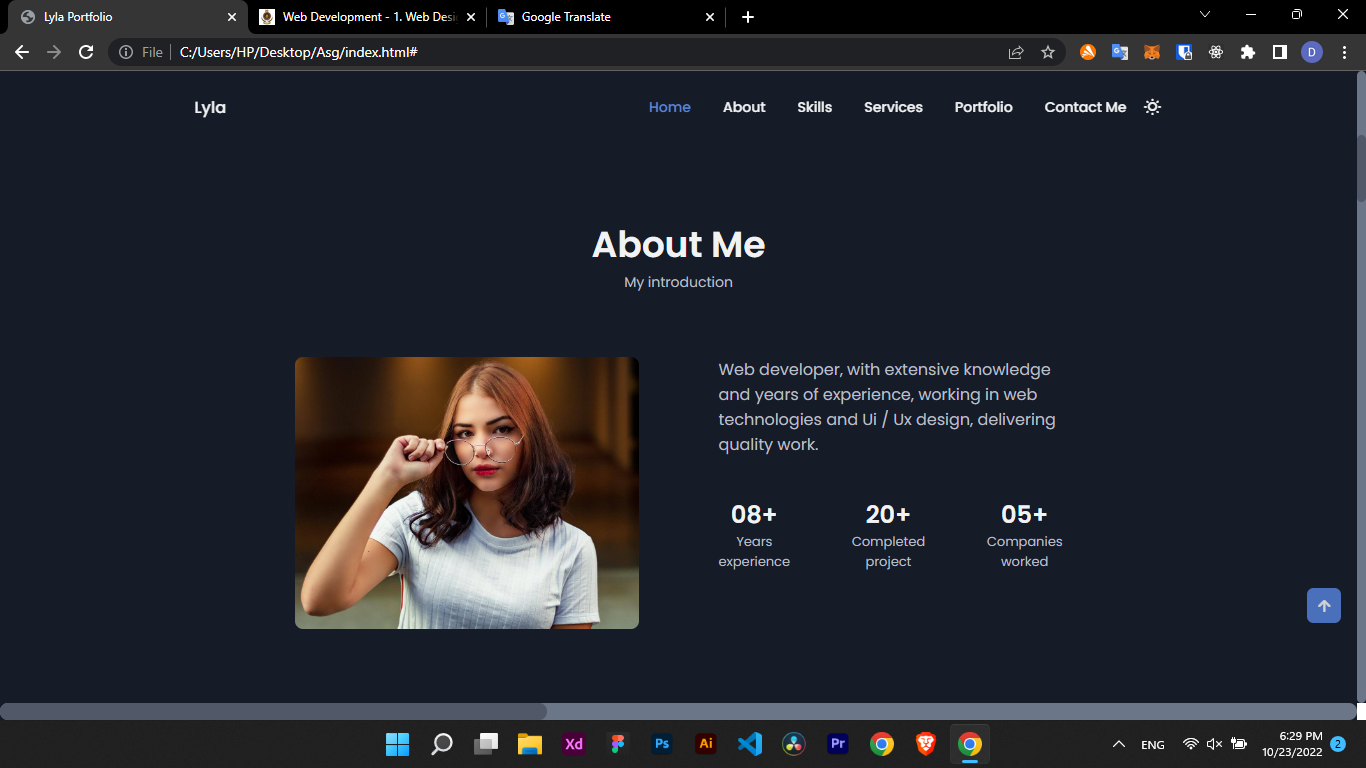 Lyla Portfolio
Web Development - 1. Web Desi
Google Translate
File
C:/Users/HP/Desktop/Asg/index.html#
D
Lyla
Home About Skills Services Portfolio Contact Me
About Me
My introduction
Web developer, with extensive knowledge
and years of experience, working in web
technologies and Ui / Ux design, delivering
quality work.
08+ 20+ 05+
Years Completed Companies
experience project worked
Xd Ps Ai Pr
ENG
6:29 PM
10/23/2022
2